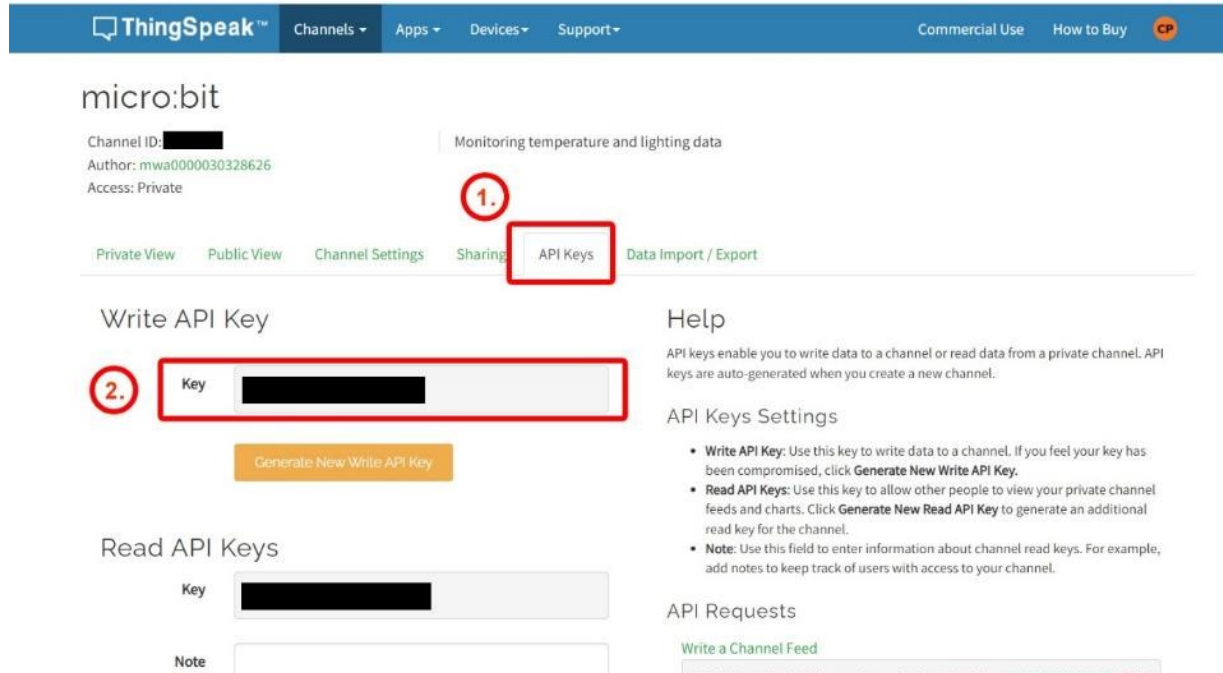 ThingSpeak™ Channels Apps Devices Support Commercial Use How to Buy CP
micro:bit
Channel ID:
Author: mwa0000030328626
Access: Private
Monitoring temperature and lighting data
1.
Private View Public View Channel Settings Sharing API Keys Data Import / Export
Write API Key
2.
Key
Generate New Write API Key
Read API Keys
Key
Note
Help
API keys enable you to write data to a channel or read data from a private channel. API
keys are auto-generated when you create a new channel.
API Keys Settings
• Write API Key: Use this key to write data to a channel. If you feel your key has
been compromised, click Generate New Write API Key.
• Read API Keys: Use this key to allow other people to view your private channel
feeds and charts. Click Generate New Read API Key to generate an additional
read key for the channel.
• Note: Use this field to enter information about channel read keys. For example,
add notes to keep track of users with access to your channel.
API Requests
Write a Channel Feed